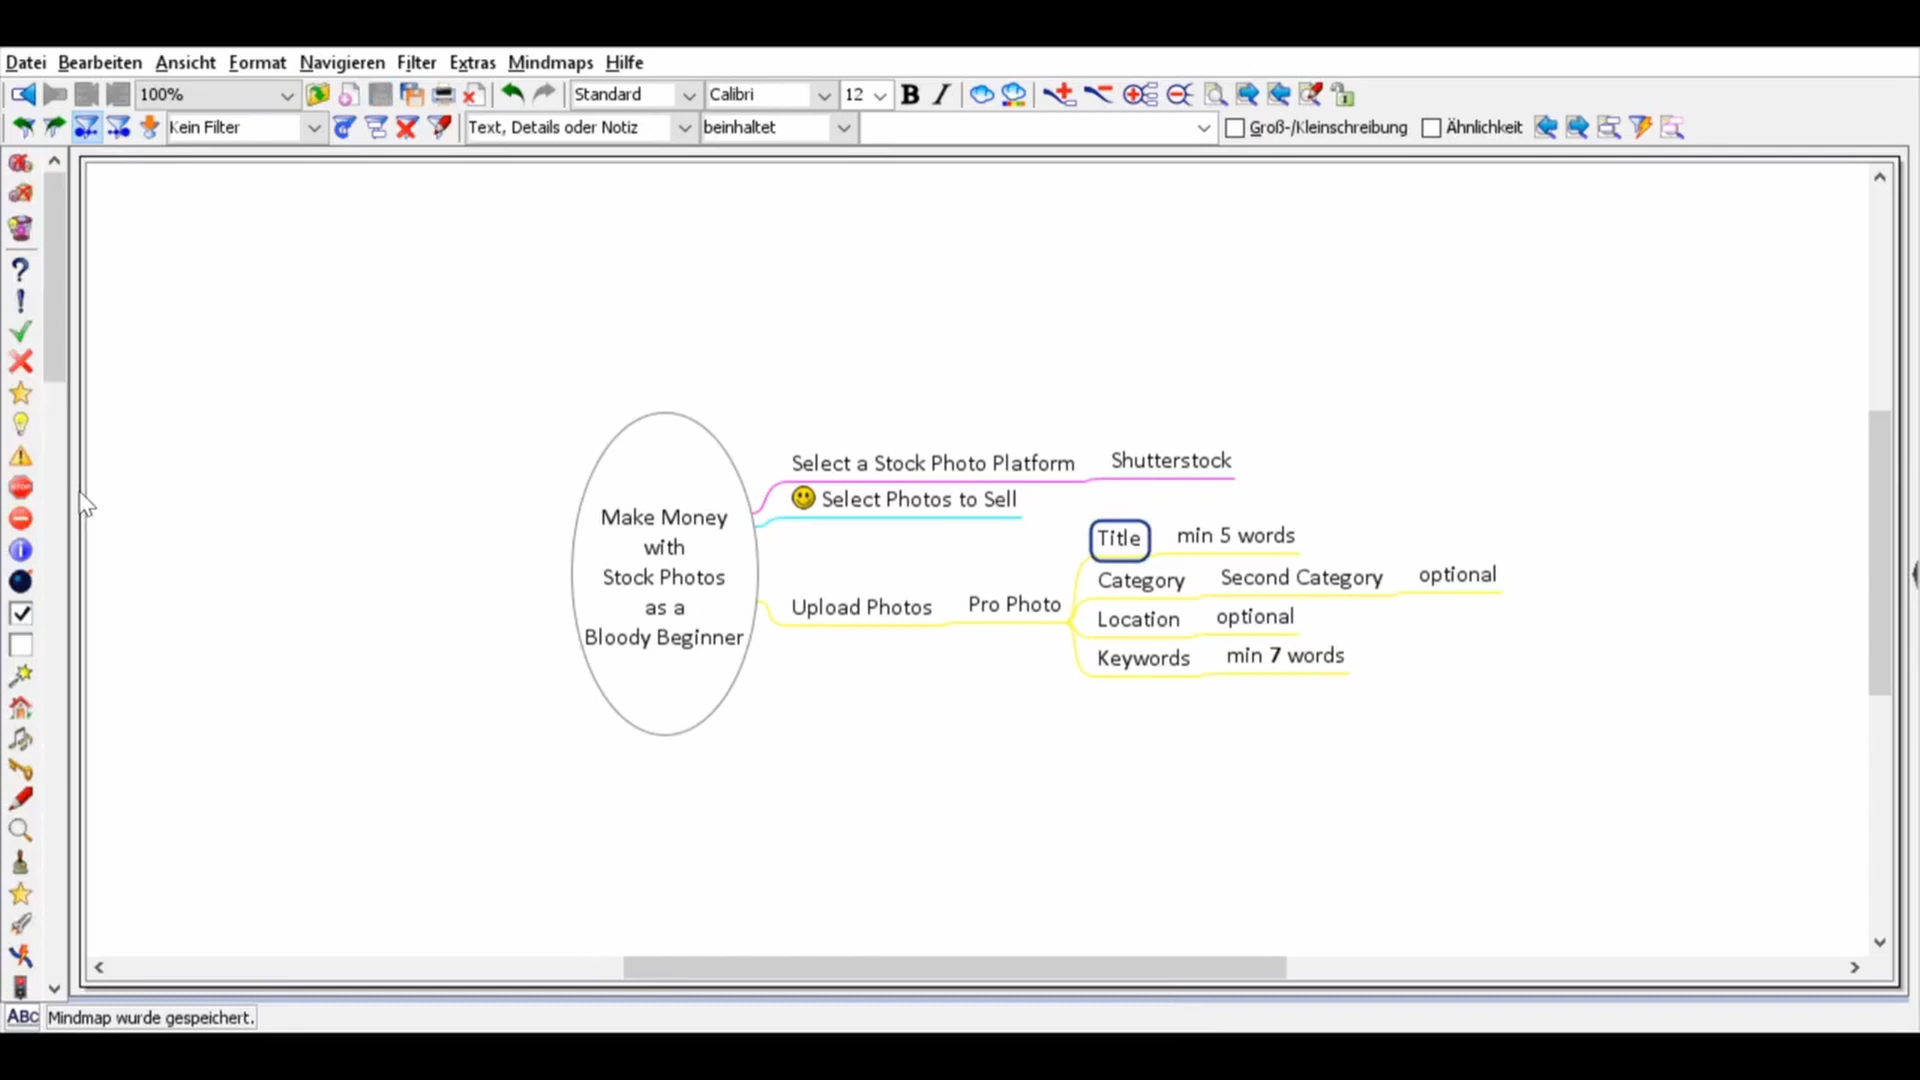 Datei Bearbeiten Ansicht Format Navigieren Filter Extras Mindmaps Hilfe
100% Standard Calibri 12 B I
Kein Filter Text, Details oder Notiz beinhaltet Groß-/Kleinschreibung Ähnlichkeit
Select a Stock Photo Platform Shutterstock
Select Photos to Sell
Make Money
with
Stock Photos
as a
Bloody Beginner
Upload Photos Pro Photo
Title min 5 words
Category Second Category optional
Location optional
Keywords min 7 words
STOP
ABC Mindmap wurde gespeichert.